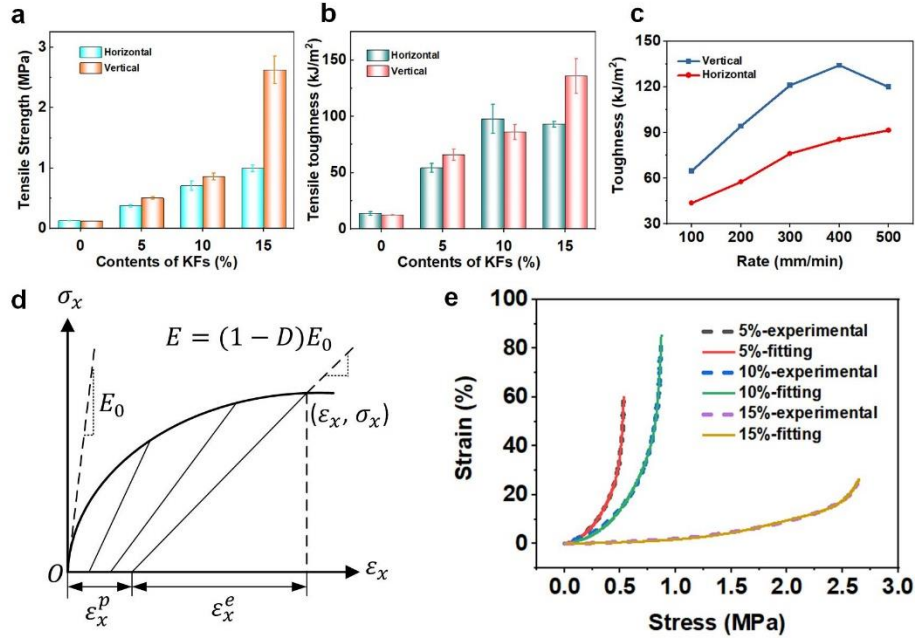 a
Tensile Strength (MPa)
3
2
1
0
Horizontal
Vertical
0 5 10 15
Contents of KFs (%)
b
Tensile toughness (kJ/m²)
150
100
50
0
Horizontal
Vertical
0 5 10 15
Contents of KFs (%)
c
Toughness (kJ/m²)
150
120
90
60
30
Vertical
Horizontal
100 200 300 400 500
Rate (mm/min)
d
σₓ
E = (1 − D)E₀
E₀
(εₓ, σₓ)
O
εₓ
εₓᵖ
εₓᵉ
e
Strain (%)
100
80
60
40
20
0
5%-experimental
5%-fitting
10%-experimental
10%-fitting
15%-experimental
15%-fitting
0.0 0.5 1.0 1.5 2.0 2.5 3.0
Stress (MPa)